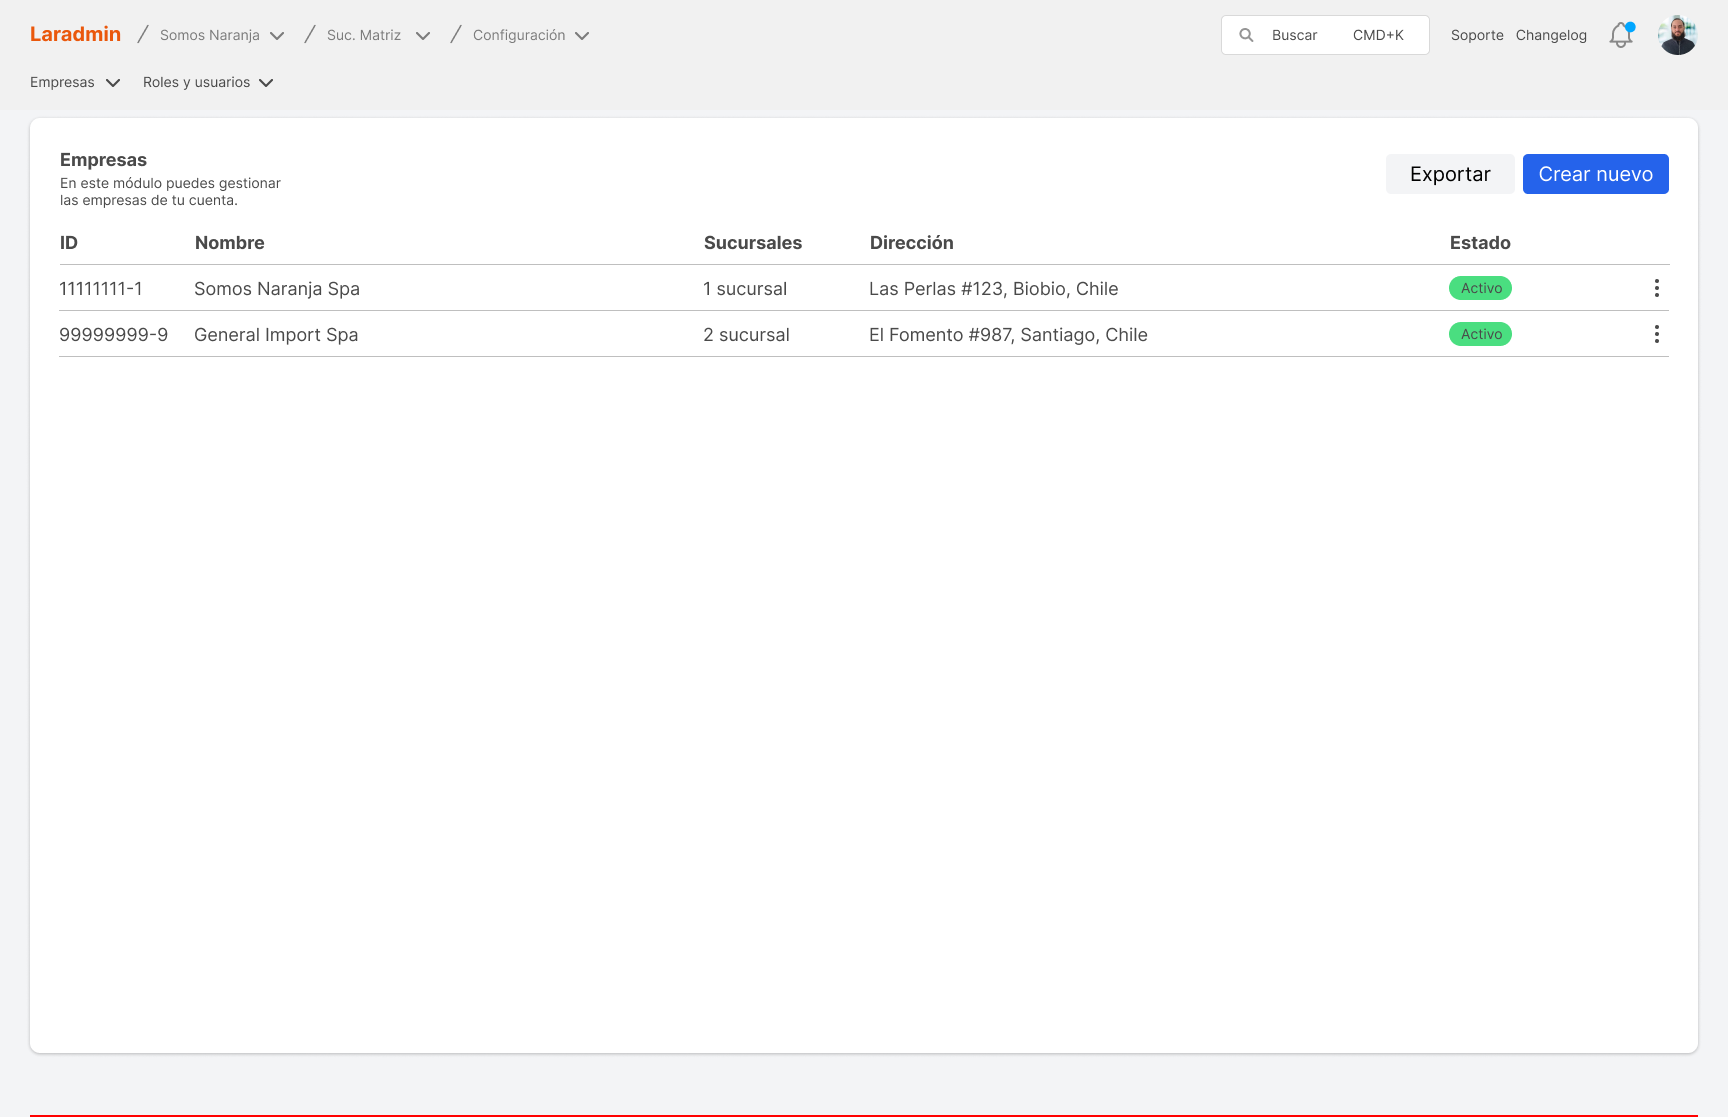 Laradmin / Somos Naranja / Suc. Matriz / Configuración Buscar CMD+K Soporte Changelog
Empresas Roles y usuarios
Empresas
En este módulo puedes gestionar
las empresas de tu cuenta.
Exportar Crear nuevo
ID Nombre Sucursales Dirección Estado
11111111-1 Somos Naranja Spa 1 sucursal Las Perlas #123, Biobio, Chile Activo
99999999-9 General Import Spa 2 sucursal El Fomento #987, Santiago, Chile Activo